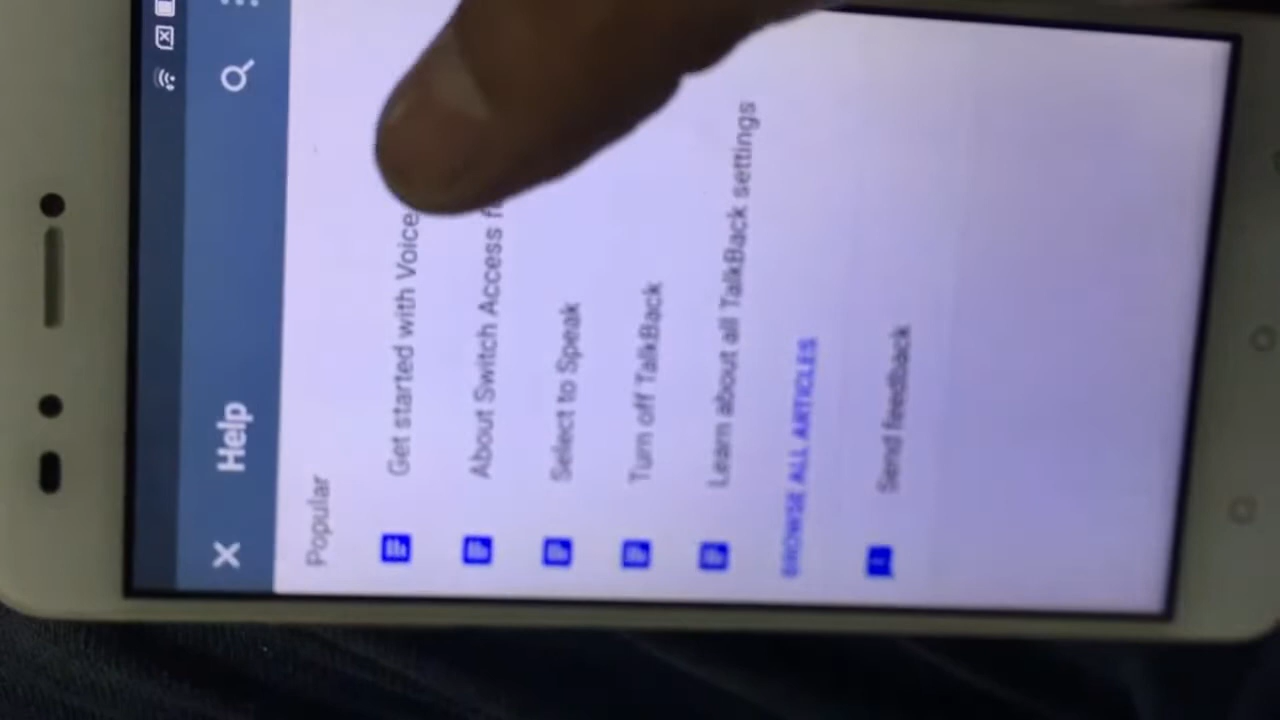 Help
Popular
Get started with Voice
About Switch Access
Select to Speak
Turn off TalkBack
Learn about all TalkBack settings
BROWSE ALL ARTICLES
Send feedback